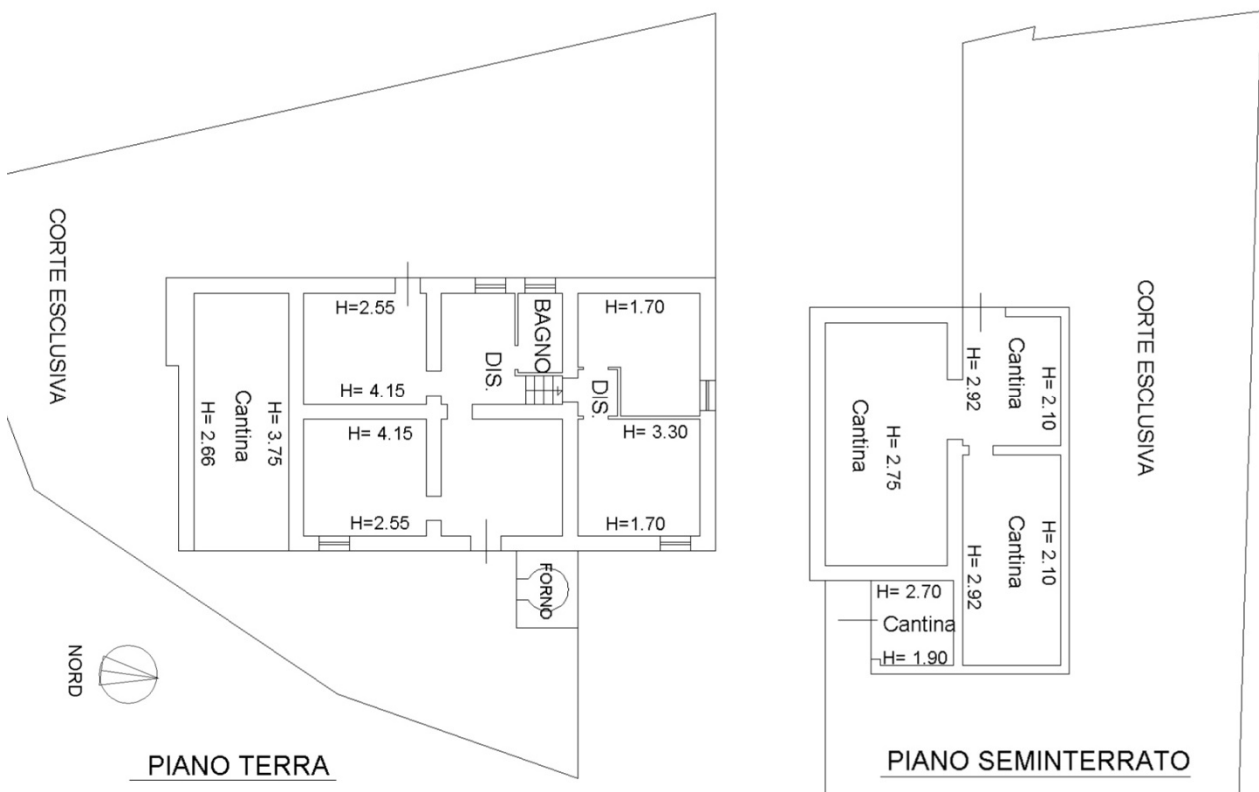 CORTE ESCLUSIVA
H=2.55
H= 4.15
H= 4.15
H=2.55
H= 3.75
Cantina
H= 2.66
DIS.
BAGNO
DIS.
H=1.70
H= 3.30
H=1.70
FORNO
NORD
PIANO TERRA
CORTE ESCLUSIVA
Cantina
H= 2.75
H= 2.92
Cantina
H= 2.10
H= 2.10
Cantina
H= 2.92
H= 2.70
Cantina
H= 1.90
PIANO SEMINTERRATO